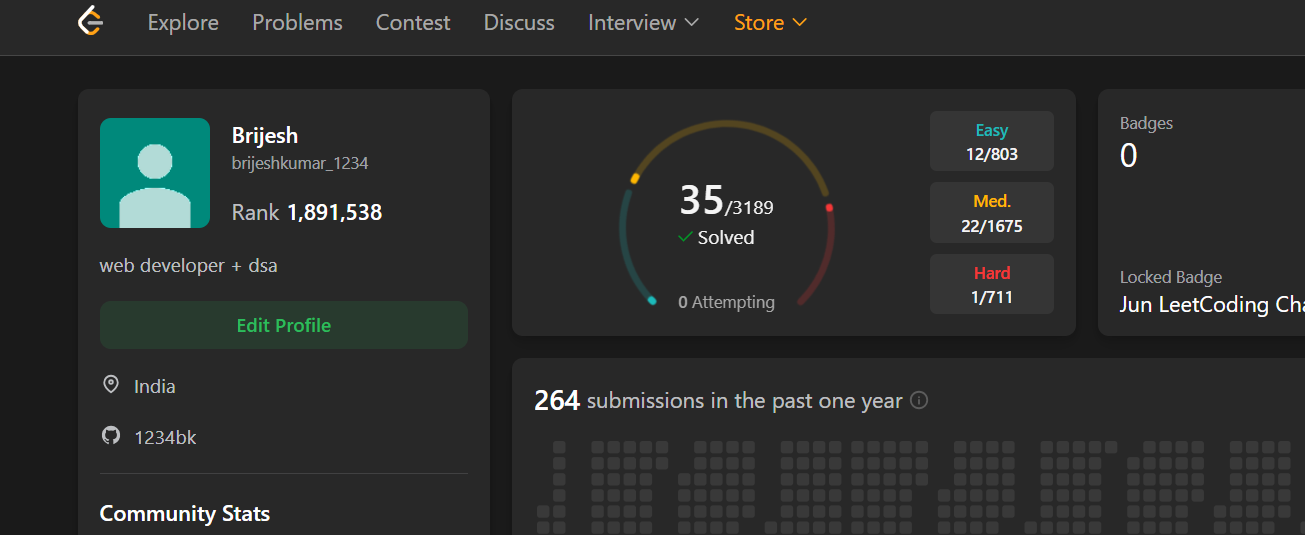 Explore Problems Contest Discuss Interview Store
Brijesh
brijeshkumar_1234
Rank 1,891,538
web developer + dsa
Edit Profile
India
1234bk
Community Stats
35/3189
Solved
0 Attempting
Easy
12/803
Med.
22/1675
Hard
1/711
Badges
0
Locked Badge
Jun LeetCoding Cha
264 submissions in the past one year